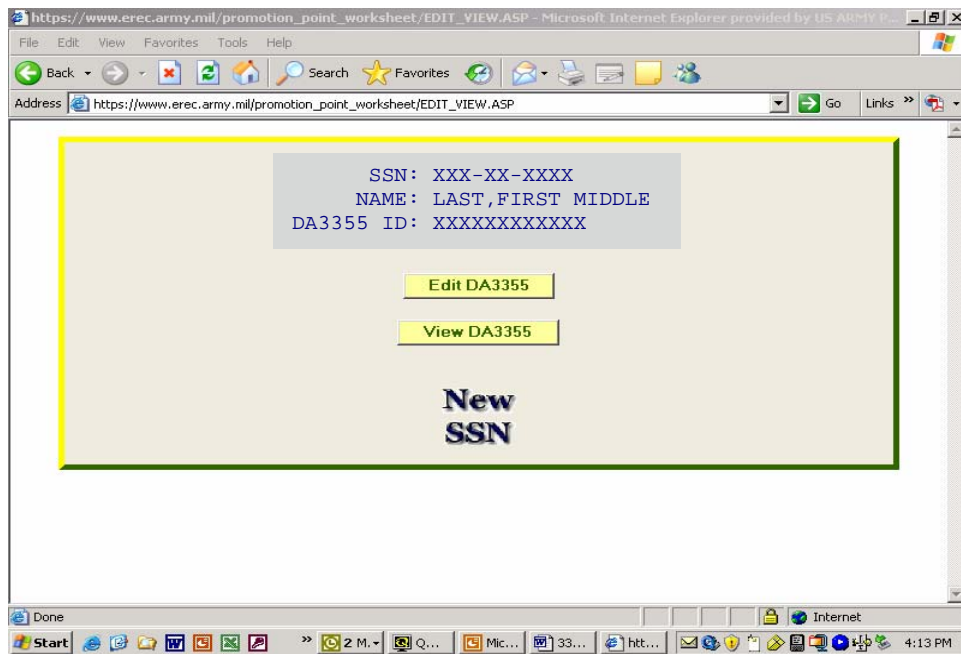 https://www.erec.army.mil/promotion_point_worksheet/EDIT_VIEW.ASP - Microsoft Internet Explorer provided by US ARMY P...
File Edit View Favorites Tools Help
Back Search Favorites
Address https://www.erec.army.mil/promotion_point_worksheet/EDIT_VIEW.ASP Go Links »
SSN: XXX-XX-XXXX
NAME: LAST,FIRST MIDDLE
DA3355 ID: XXXXXXXXXXXX
Edit DA3355
View DA3355
New
SSN
Done Internet
Start » 2 M. Q... Mic... 33... htt... 4:13 PM